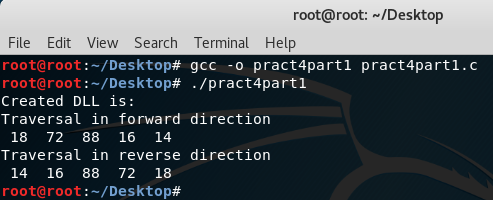 root@root: ~/Desktop
File Edit View Search Terminal Help
root@root:~/Desktop# gcc -o pract4part1 pract4part1.c
root@root:~/Desktop# ./pract4part1
Created DLL is:
Traversal in forward direction
 18  72  88  16  14
Traversal in reverse direction
 14  16  88  72  18
root@root:~/Desktop#